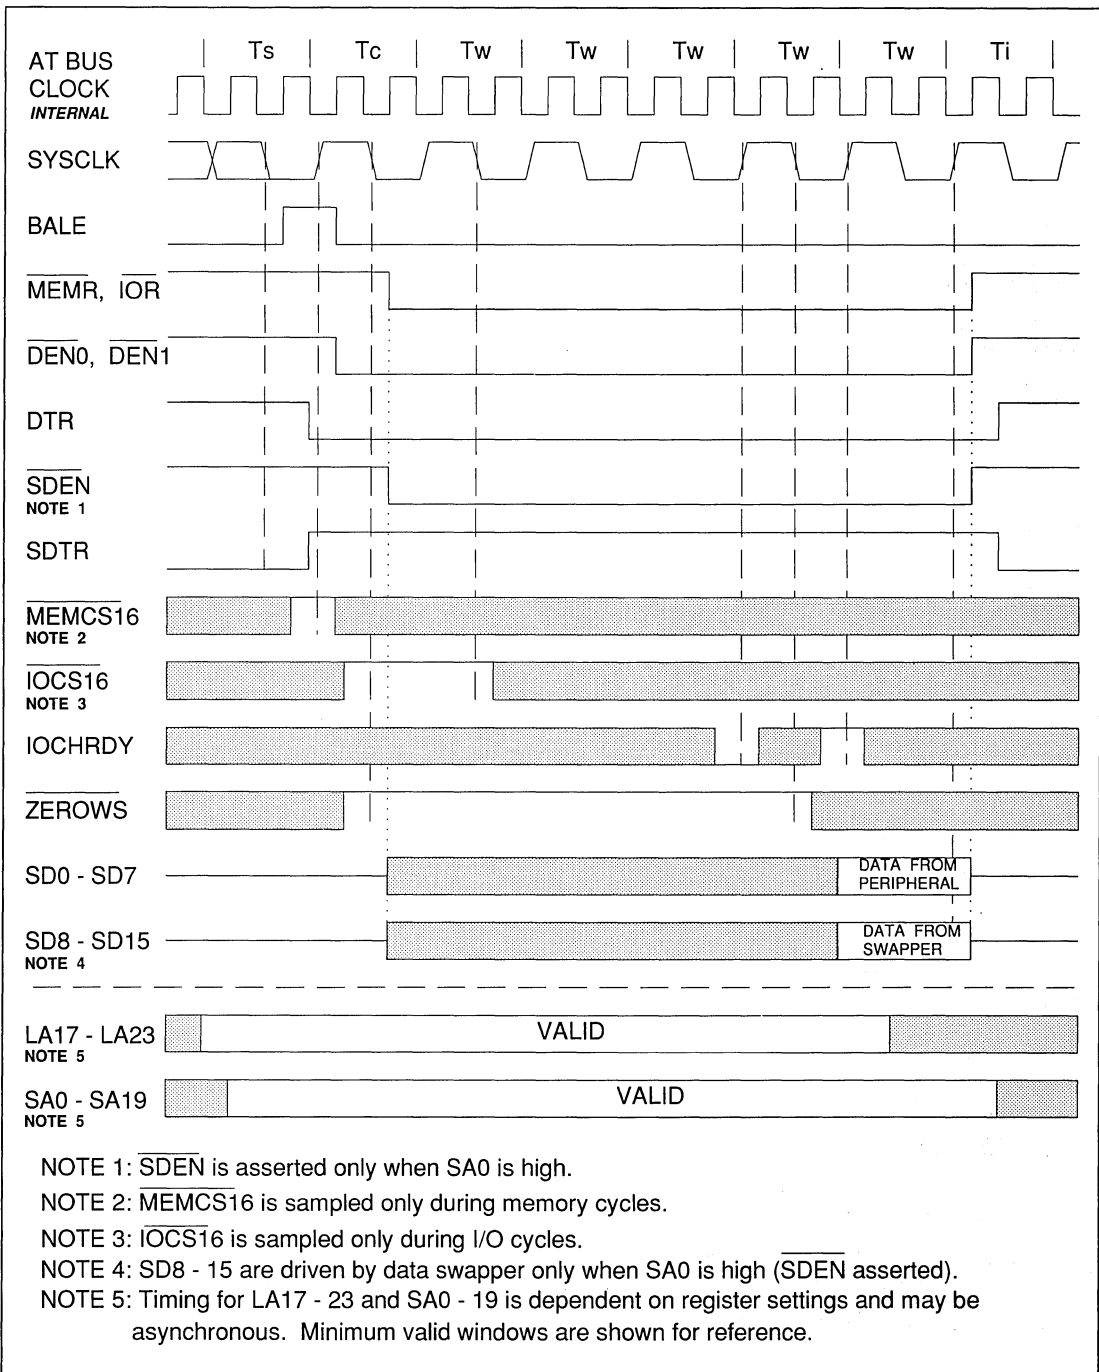 AT BUS
CLOCK
INTERNAL
Ts Tc Tw Tw Tw Tw Tw Ti
SYSCLK
BALE
MEMR, IOR
DEN0, DEN1
DTR
SDEN
NOTE 1
SDTR
MEMCS16
NOTE 2
IOCS16
NOTE 3
IOCHRDY
ZEROWS
SD0 - SD7
DATA FROM
PERIPHERAL
SD8 - SD15
NOTE 4
DATA FROM
SWAPPER
LA17 - LA23
NOTE 5
VALID
SA0 - SA19
NOTE 5
VALID
NOTE 1: SDEN is asserted only when SA0 is high.
NOTE 2: MEMCS16 is sampled only during memory cycles.
NOTE 3: IOCS16 is sampled only during I/O cycles.
NOTE 4: SD8 - 15 are driven by data swapper only when SA0 is high (SDEN asserted).
NOTE 5: Timing for LA17 - 23 and SA0 - 19 is dependent on register settings and may be
asynchronous. Minimum valid windows are shown for reference.